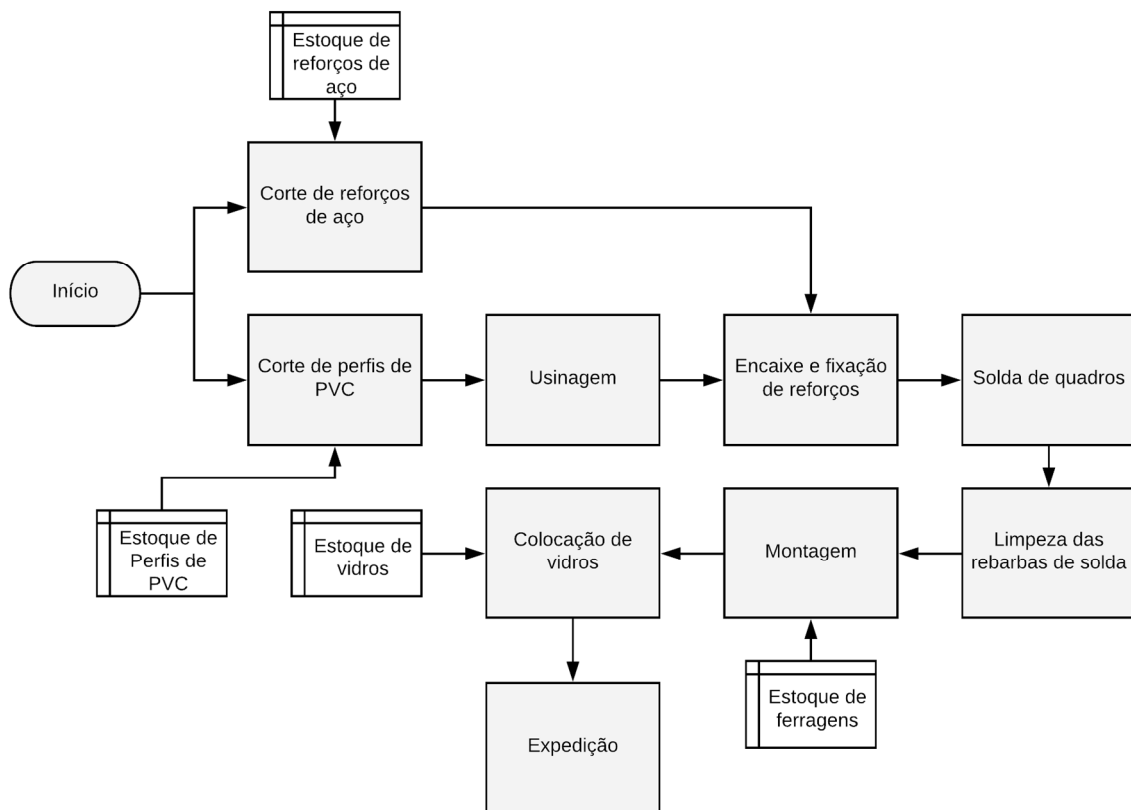 Estoque de
reforços de
aço
Corte de reforços
de aço
Início
Corte de perfis de
PVC
Usinagem
Encaixe e fixação
de reforços
Solda de quadros
Estoque de
Perfis de
PVC
Estoque de
vidros
Colocação de
vidros
Montagem
Limpeza das
rebarbas de solda
Estoque de
ferragens
Expedição